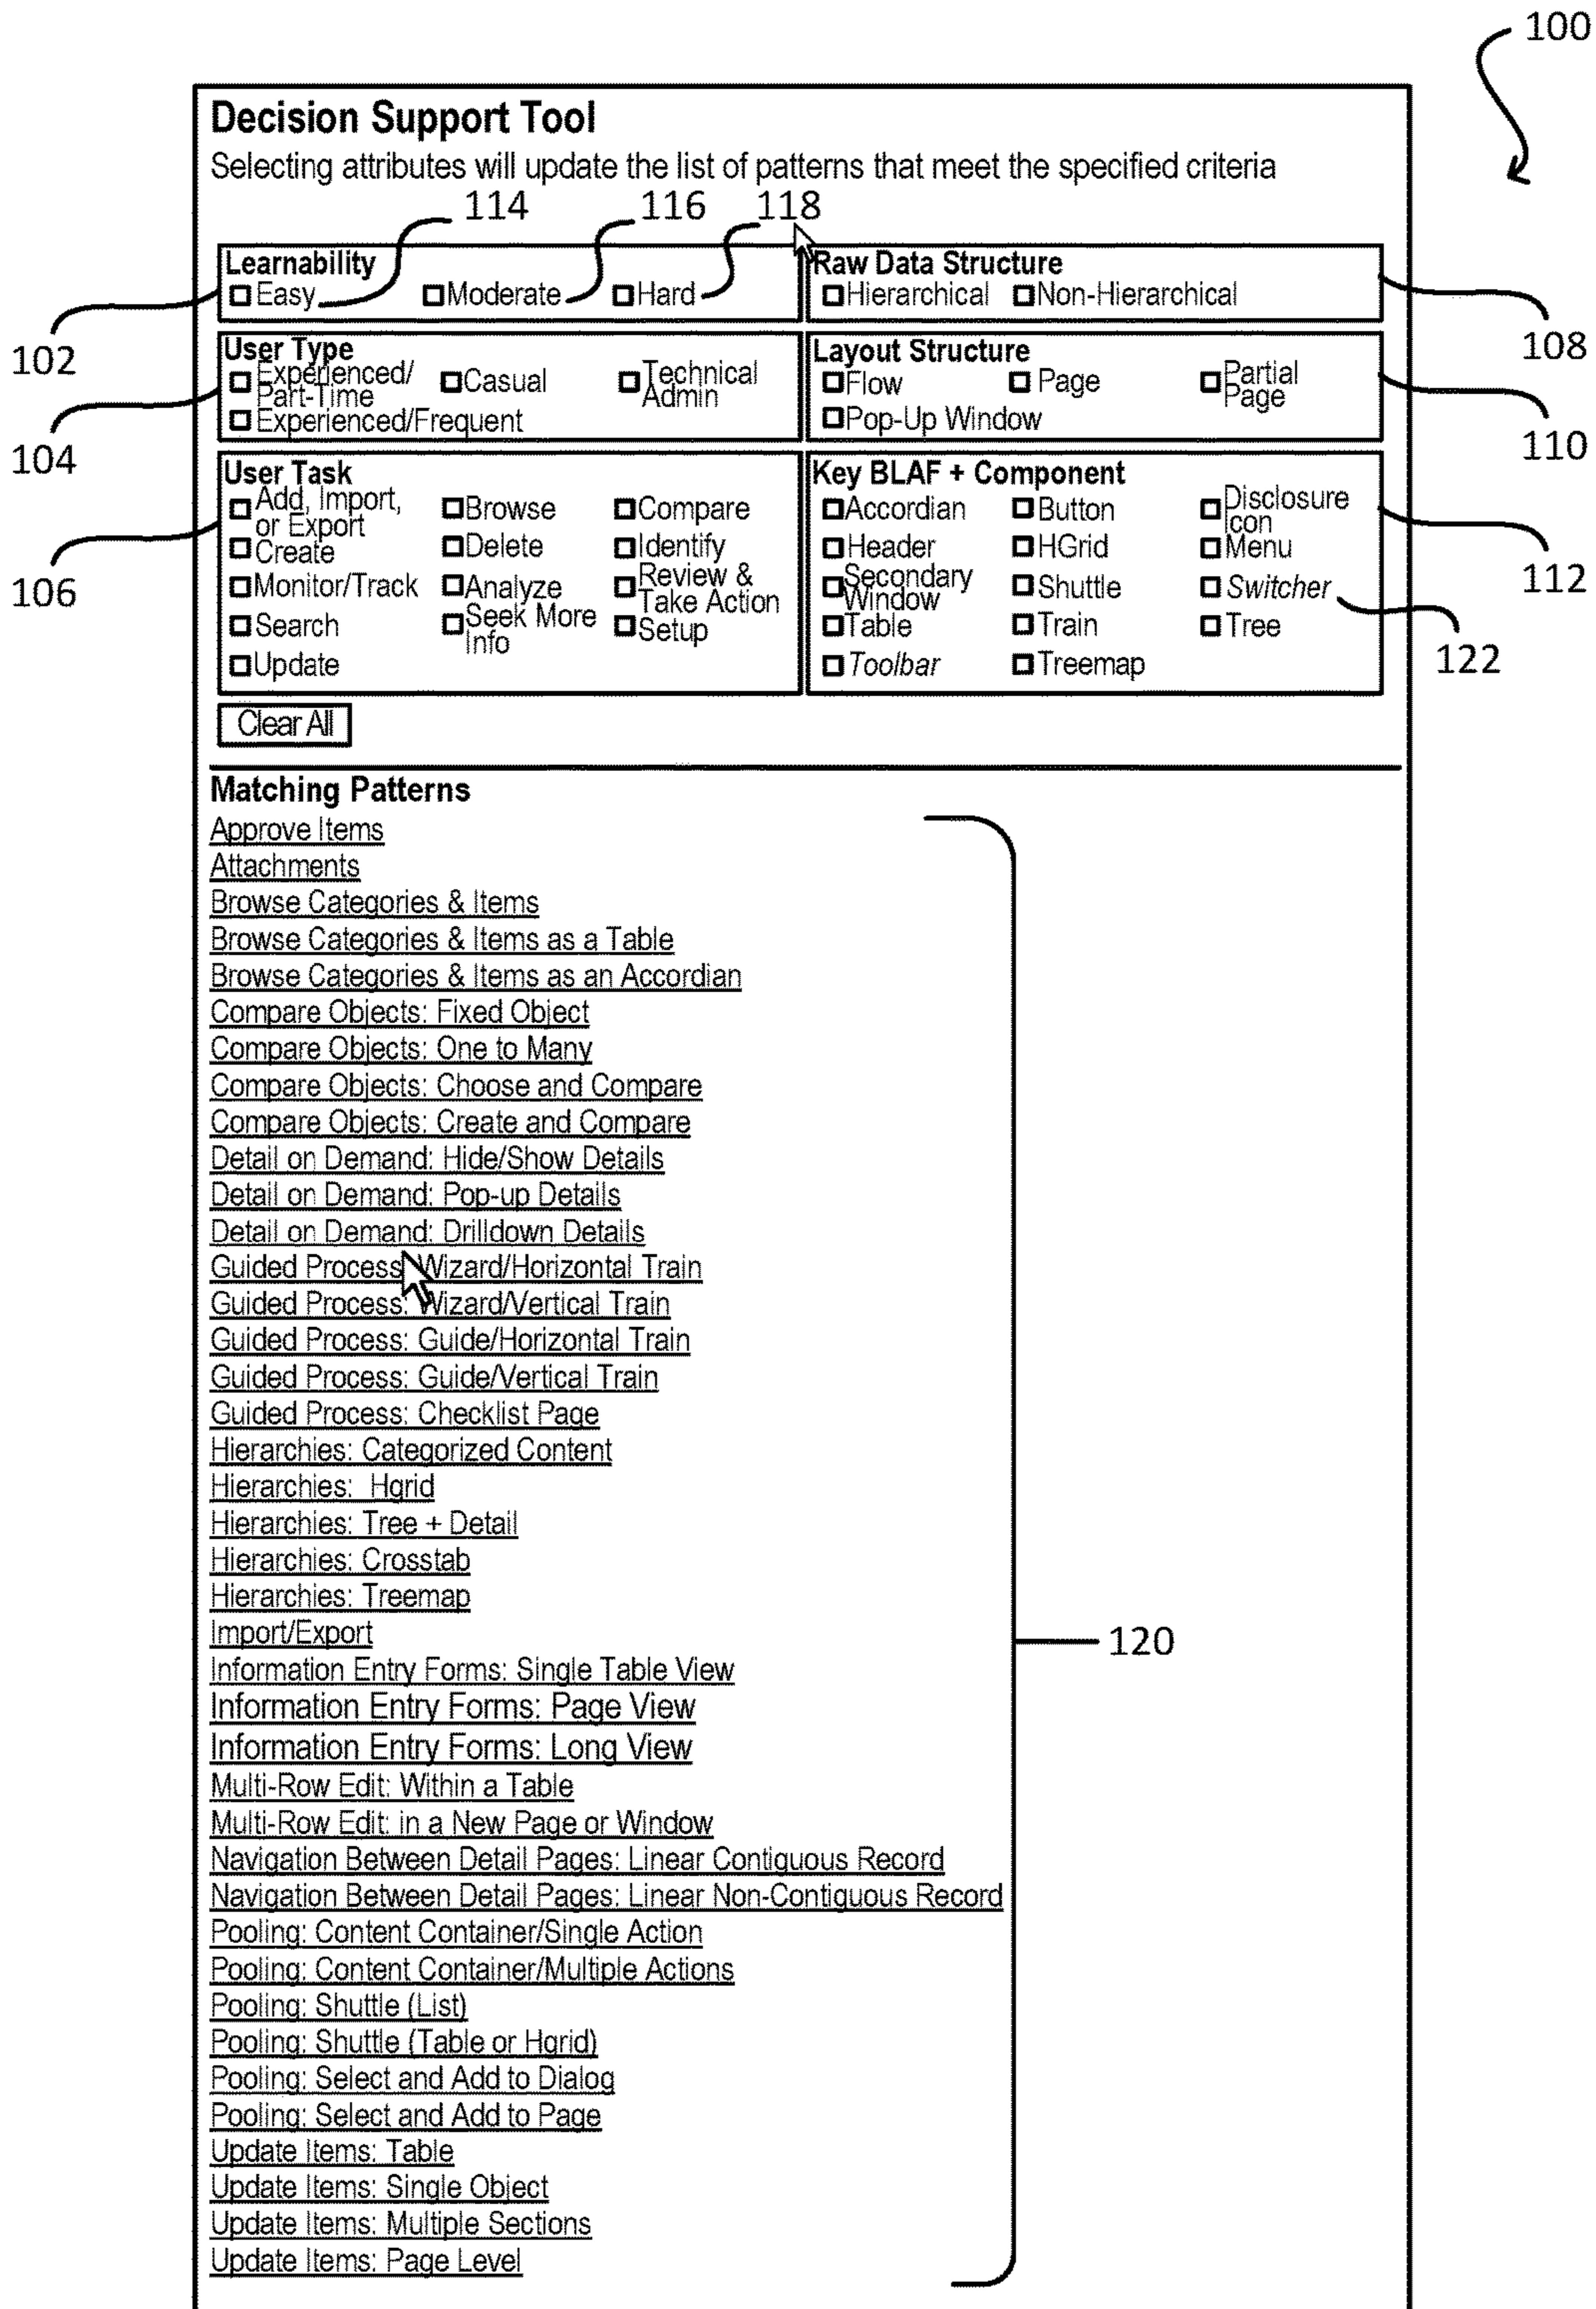 100
Decision Support Tool
Selecting attributes will update the list of patterns that meet the specified criteria
114 116 118
Learnability
Easy Moderate Hard
Raw Data Structure
Hierarchical Non-Hierarchical
102
108
User Type
Experienced/
Part-Time
Casual
Technical
Admin
Experienced/Frequent
Layout Structure
Flow Page
Partial
Page
Pop-Up Window
104
110
User Task
Add, Import,
or Export
Browse Compare
Create Delete Identify
Monitor/Track Analyze
Review &
Take Action
Search
Seek More
Info
Setup
Update
Key BLAF + Component
Accordian Button
Disclosure
Icon
Header HGrid Menu
Secondary
Window
Shuttle Switcher
Table Train Tree
Toolbar Treemap
106
112
122
Clear All
Matching Patterns
Approve Items
Attachments
Browse Categories & Items
Browse Categories & Items as a Table
Browse Categories & Items as an Accordian
Compare Objects: Fixed Object
Compare Objects: One to Many
Compare Objects: Choose and Compare
Compare Objects: Create and Compare
Detail on Demand: Hide/Show Details
Detail on Demand: Pop-up Details
Detail on Demand: Drilldown Details
Guided Process: Wizard/Horizontal Train
Guided Process: Wizard/Vertical Train
Guided Process: Guide/Horizontal Train
Guided Process: Guide/Vertical Train
Guided Process: Checklist Page
Hierarchies: Categorized Content
Hierarchies: Hgrid
Hierarchies: Tree + Detail
Hierarchies: Crosstab
Hierarchies: Treemap
Import/Export
120
Information Entry Forms: Single Table View
Information Entry Forms: Page View
Information Entry Forms: Long View
Multi-Row Edit: Within a Table
Multi-Row Edit: in a New Page or Window
Navigation Between Detail Pages: Linear Contiguous Record
Navigation Between Detail Pages: Linear Non-Contiguous Record
Pooling: Content Container/Single Action
Pooling: Content Container/Multiple Actions
Pooling: Shuttle (List)
Pooling: Shuttle (Table or Hgrid)
Pooling: Select and Add to Dialog
Pooling: Select and Add to Page
Update Items: Table
Update Items: Single Object
Update Items: Multiple Sections
Update Items: Page Level